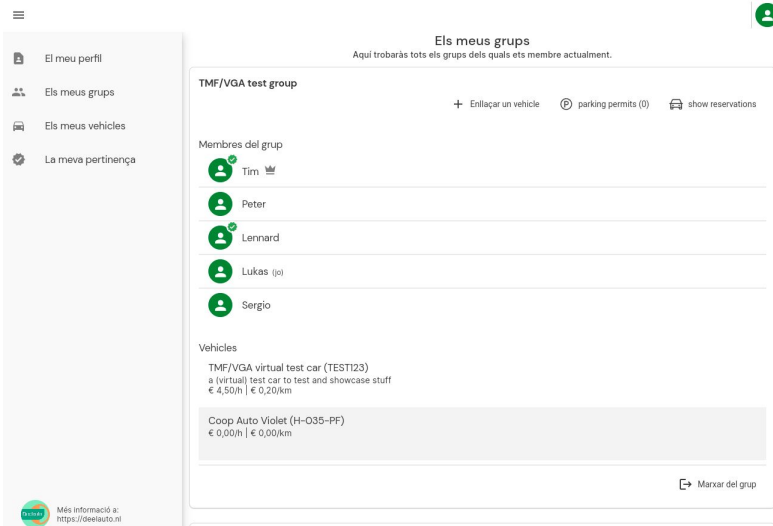 Els meus grups
Aquí trobaràs tots els grups dels quals ets membre actualment.
El meu perfil
Els meus grups
Els meus vehicles
La meva pertinença
TMF/VGA test group
Enllaçar un vehicle
parking permits (0)
show reservations
Membres del grup
Tim
Peter
Lennard
Lukas (jo)
Sergio
Vehicles
TMF/VGA virtual test car (TEST123)
a (virtual) test car to test and showcase stuff
€ 4,50/h | € 0,20/km
Coop Auto Violet (H-035-PF)
€ 0,00/h | € 0,00/km
Marxar del grup
Deelauto
Més informació a:
https://deelauto.nl